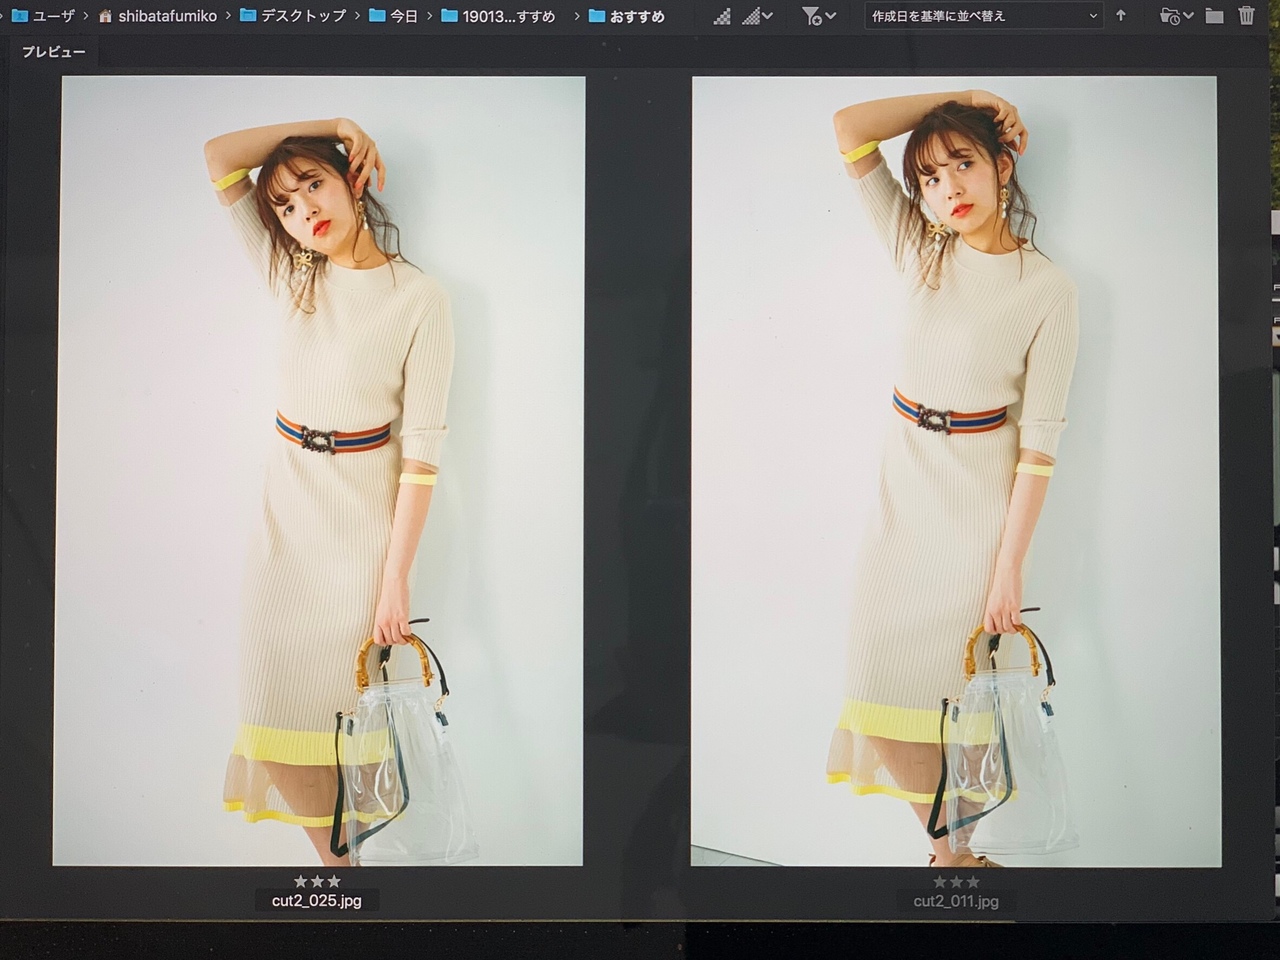 ユーザ > shibatafumiko > デスクトップ > 今日 > 19013...すすめ > おすすめ
作成日を基準に並べ替え
プレビュー
★★★
★★★
cut2_025.jpg
cut2_011.jpg